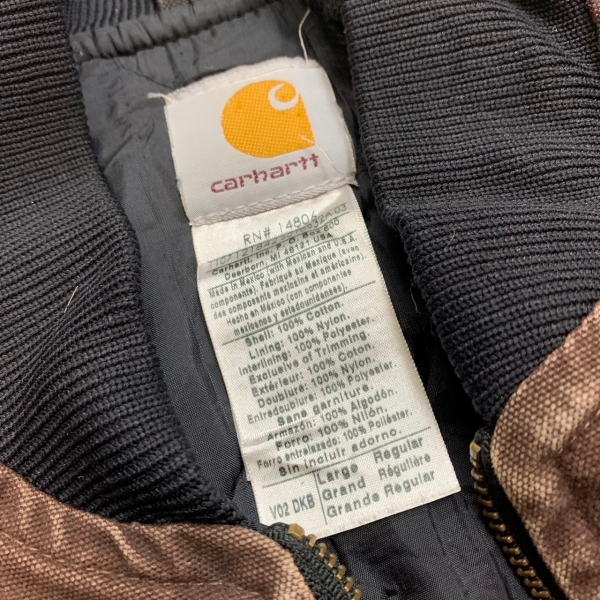 carhartt
RN# 14806
Carhartt, Inc. P.O. Box 600
Dearborn, MI 48121 USA
Made in Mexico (with Mexican and U.S.A.
components). Fabriqué au Mexique (avec
des composants mexicains et américains).
Hecho en México (con componentes
mexicanos y estadounidenses).
Shell: 100% Cotton.
Lining: 100% Nylon.
Interlining: 100% Polyester.
Exclusive of Trimming.
Extérieur: 100% Coton.
Doublure: 100% Nylon.
Entredoublure: 100% Polyester.
Sans garniture.
Armazón: 100% Algodón.
Forro: 100% Nilón.
Forro entrelazado: 100% Poliéster.
Sin incluir adorno.
V02 DKB
Large Regular
Grand Régulière
Grande Regular